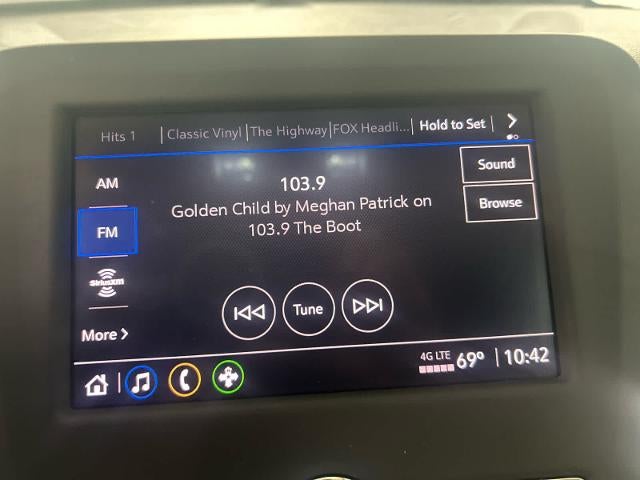 Hits 1 | Classic Vinyl | The Highway | FOX Headli... | Hold to Set |
AM
Sound
103.9
Golden Child by Meghan Patrick on
103.9 The Boot
FM
Browse
SiriusXM
Tune
More
4G LTE 69° | 10:42